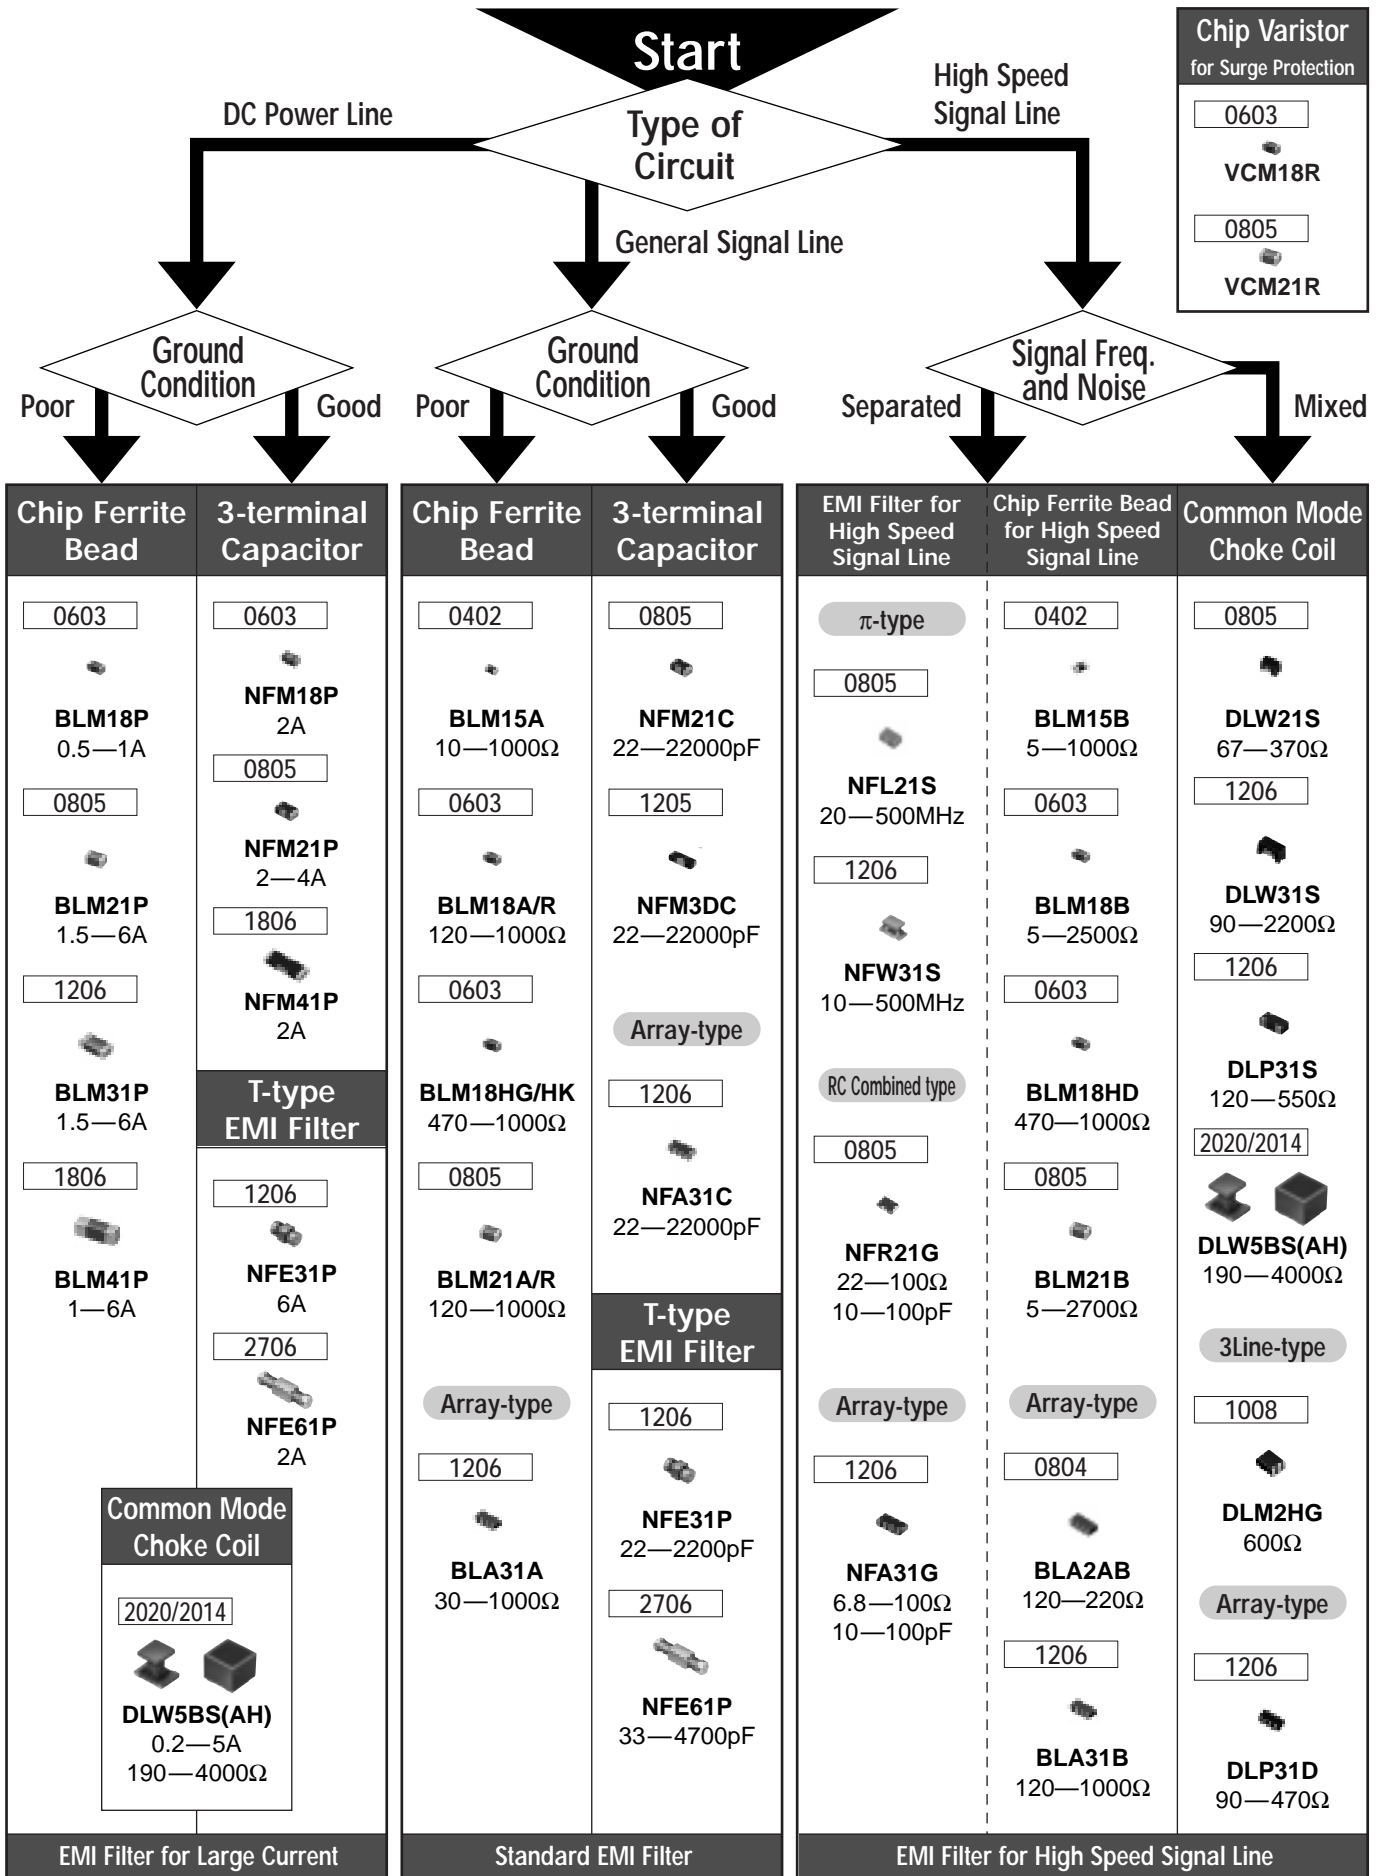 Start
Type of
Circuit
DC Power Line
General Signal Line
High Speed
Signal Line
Chip Varistor
for Surge Protection
0603
VCM18R
0805
VCM21R
Ground
Condition
Poor
Good
Ground
Condition
Poor
Good
Signal Freq.
and Noise
Separated
Mixed
Chip Ferrite
Bead
0603
BLM18P
0.5—1A
0805
BLM21P
1.5—6A
1206
BLM31P
1.5—6A
1806
BLM41P
1—6A
3-terminal
Capacitor
0603
NFM18P
2A
0805
NFM21P
2—4A
1806
NFM41P
2A
T-type
EMI Filter
1206
NFE31P
6A
2706
NFE61P
2A
Common Mode
Choke Coil
2020/2014
DLW5BS(AH)
0.2—5A
190—4000Ω
EMI Filter for Large Current
Chip Ferrite
Bead
0402
BLM15A
10—1000Ω
0603
BLM18A/R
120—1000Ω
0603
BLM18HG/HK
470—1000Ω
0805
BLM21A/R
120—1000Ω
Array-type
1206
BLA31A
30—1000Ω
3-terminal
Capacitor
0805
NFM21C
22—22000pF
1205
NFM3DC
22—22000pF
Array-type
1206
NFA31C
22—22000pF
T-type
EMI Filter
1206
NFE31P
22—2200pF
2706
NFE61P
33—4700pF
Standard EMI Filter
EMI Filter for
High Speed
Signal Line
π-type
0805
NFL21S
20—500MHz
1206
NFW31S
10—500MHz
RC Combined type
0805
NFR21G
22—100Ω
10—100pF
Array-type
1206
NFA31G
6.8—100Ω
10—100pF
Chip Ferrite Bead
for High Speed
Signal Line
0402
BLM15B
5—1000Ω
0603
BLM18B
5—2500Ω
0603
BLM18HD
470—1000Ω
0805
BLM21B
5—2700Ω
Array-type
0804
BLA2AB
120—220Ω
1206
BLA31B
120—1000Ω
Common Mode
Choke Coil
0805
DLW21S
67—370Ω
1206
DLW31S
90—2200Ω
1206
DLP31S
120—550Ω
2020/2014
DLW5BS(AH)
190—4000Ω
3Line-type
1008
DLM2HG
600Ω
Array-type
1206
DLP31D
90—470Ω
EMI Filter for High Speed Signal Line